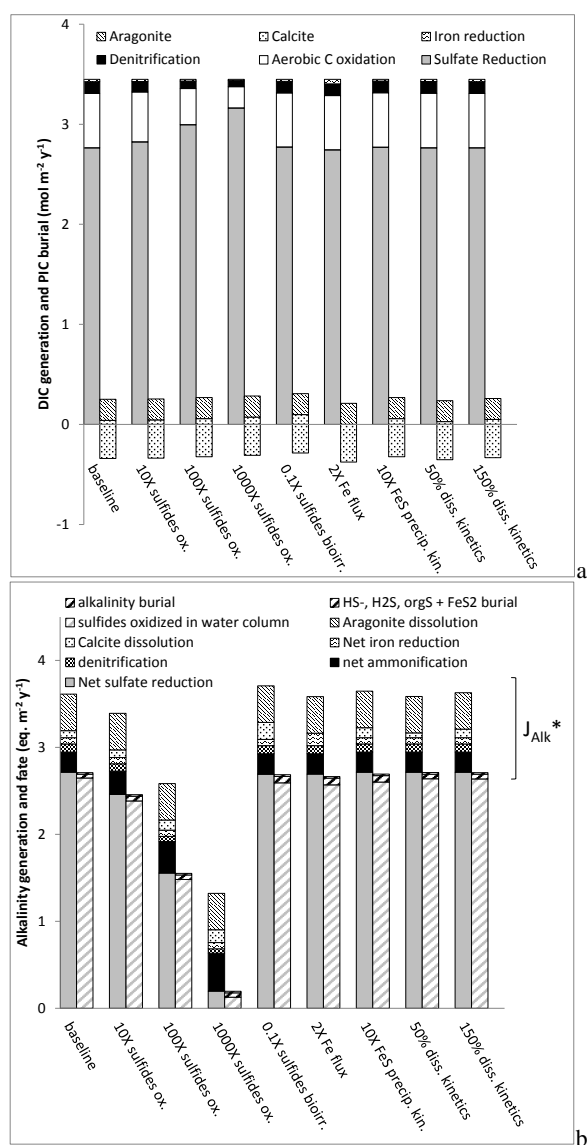 Aragonite Calcite Iron reduction
Denitrification Aerobic C oxidation Sulfate Reduction
DIC generation and PIC burial (mol m⁻² y⁻¹)
4
3
2
1
0
-1
baseline
10X sulfides ox.
100X sulfides ox.
1000X sulfides ox.
0.1X sulfides bioirr.
2X Fe flux
10X FeS precip. kin.
50% diss. kinetics
150% diss. kinetics
a
alkalinity burial HS-, H2S, orgS + FeS2 burial
sulfides oxidized in water column Aragonite dissolution
Calcite dissolution Net iron reduction
denitrification net ammonification
Net sulfate reduction
Alkalinity generation and fate (eq. m⁻² y⁻¹)
4
3
2
1
0
J_Alk*
baseline
10X sulfides ox.
100X sulfides ox.
1000X sulfides ox.
0.1X sulfides bioirr.
2X Fe flux
10X FeS precip. kin.
50% diss. kinetics
150% diss. kinetics
b